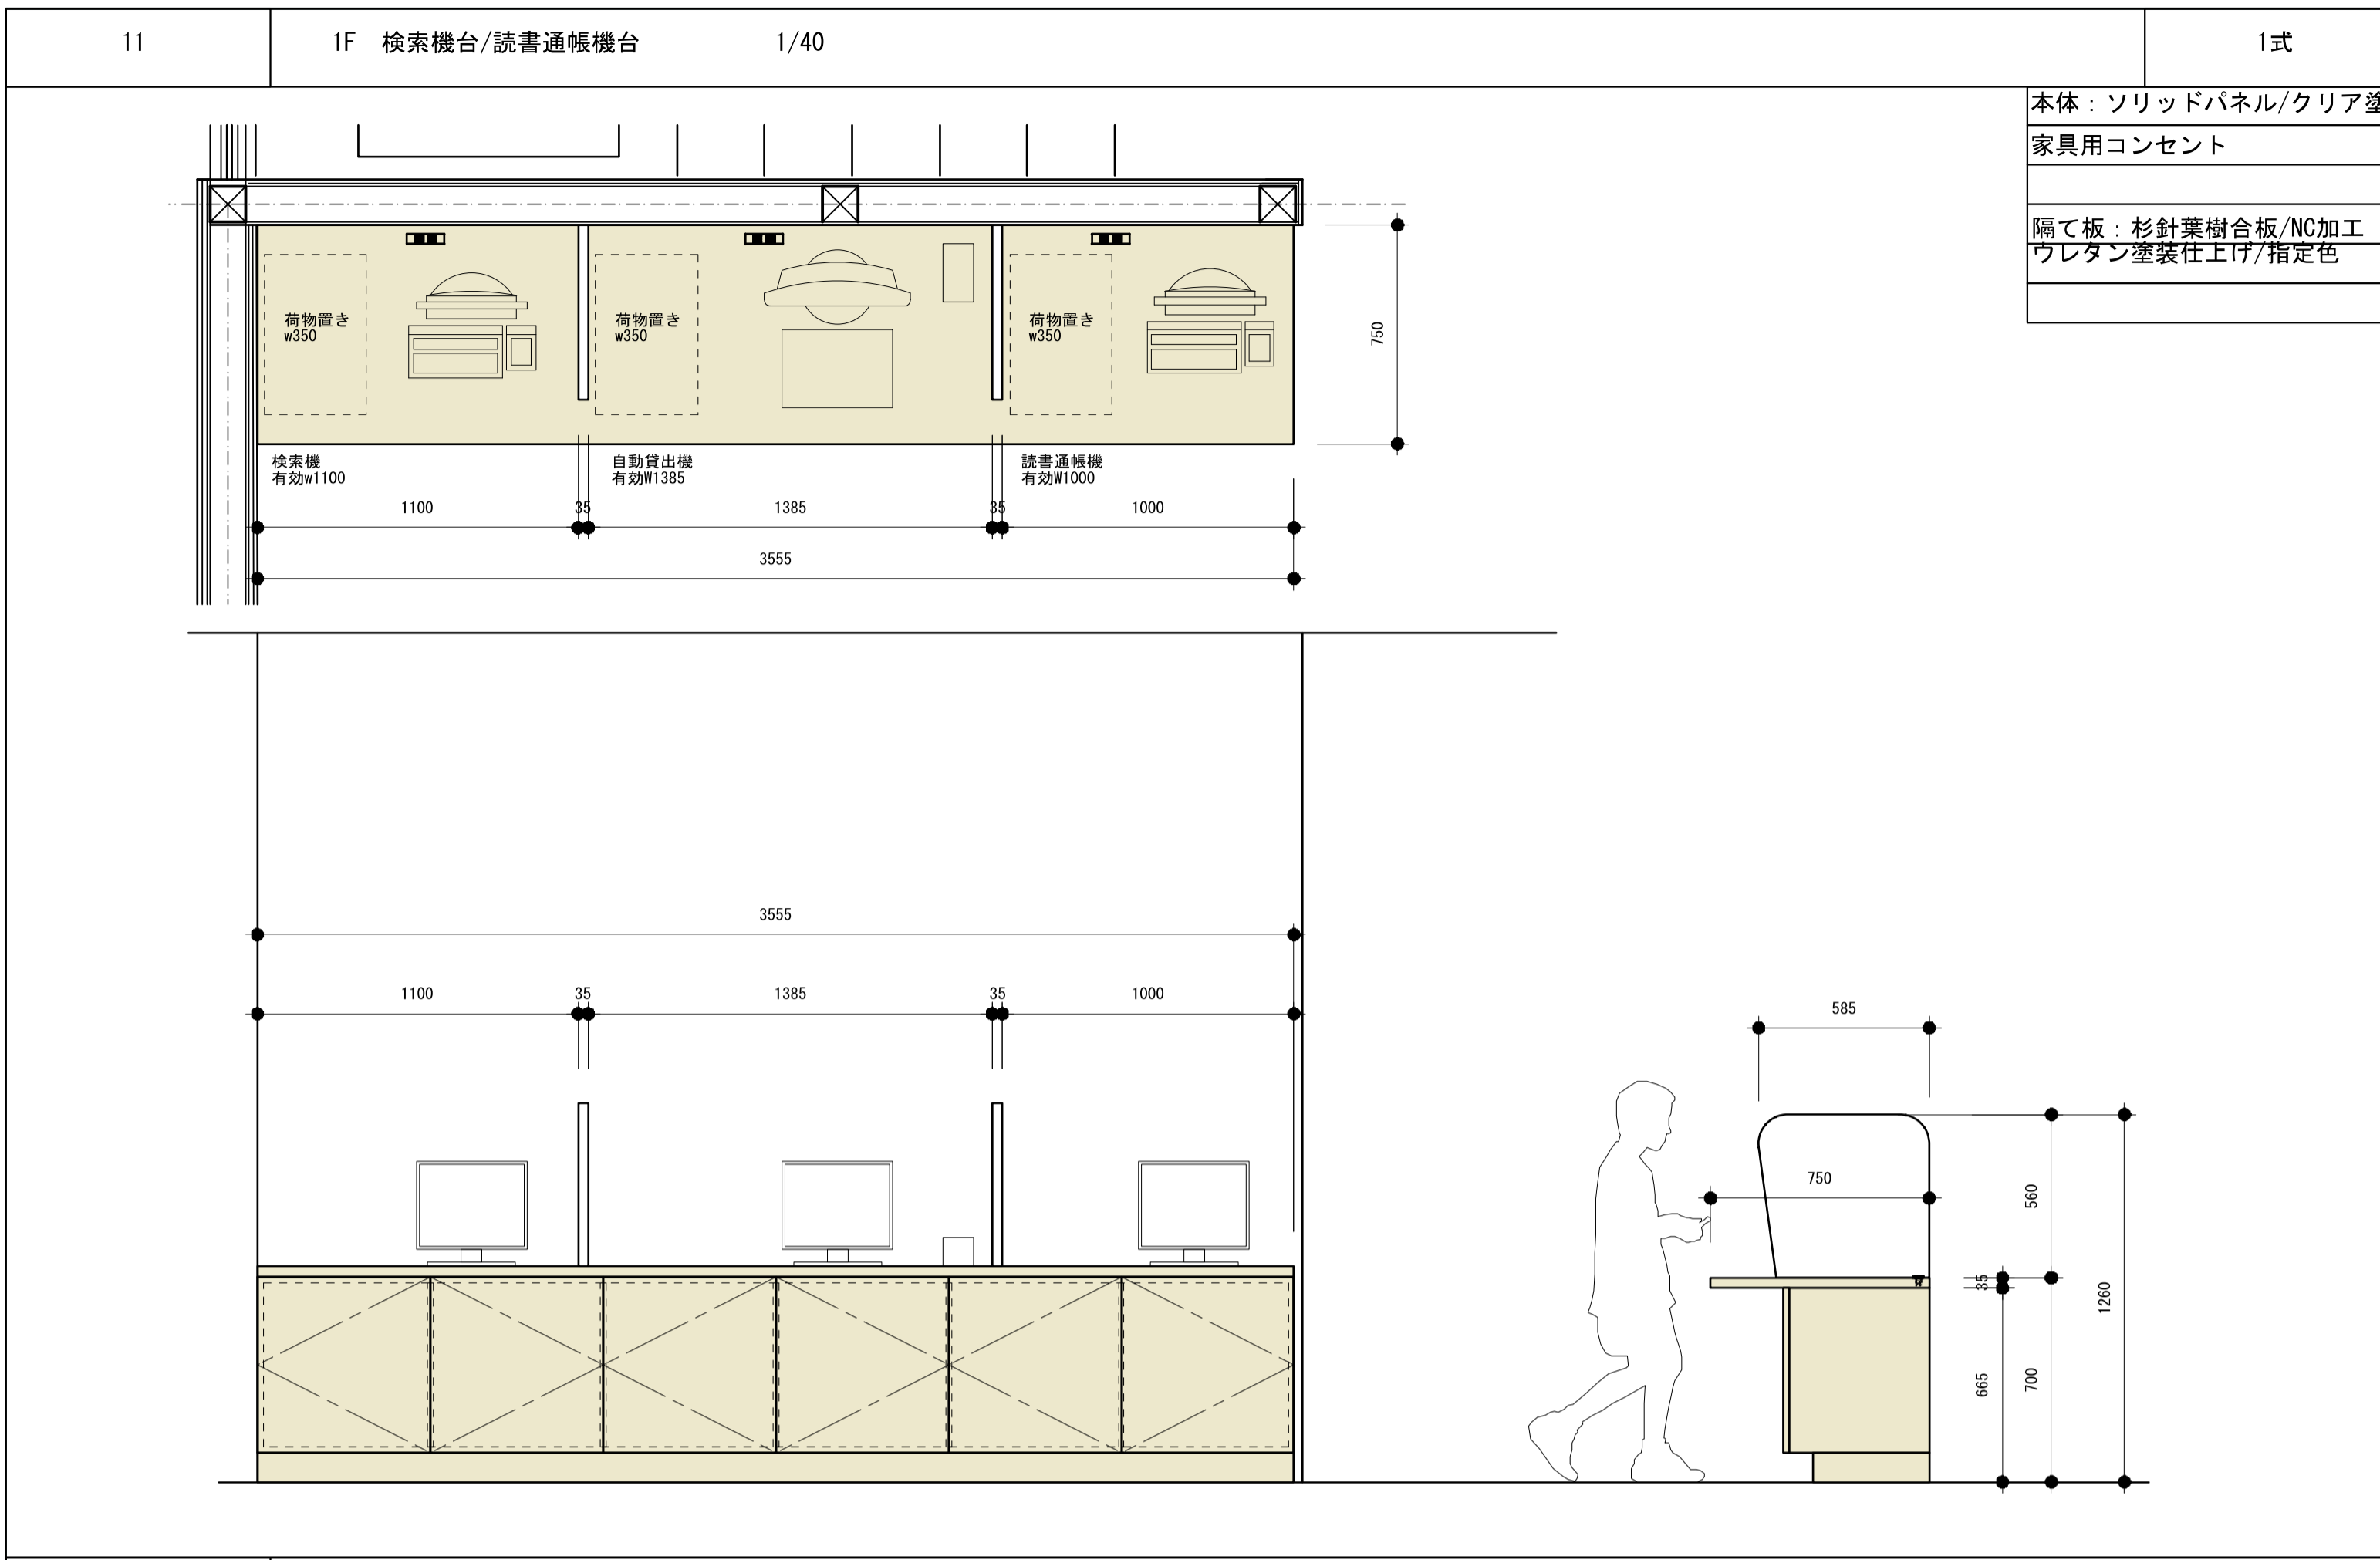 11
1F 検索機台/読書通帳機台
1/40
1式
本体：ソリッドパネル/クリア塗
家具用コンセント
隔て板：杉針葉樹合板/NC加工
ウレタン塗装仕上げ/指定色
荷物置き
w350
荷物置き
w350
荷物置き
w350
750
検索機
有効w1100
自動貸出機
有効W1385
読書通帳機
有効W1000
1100
35
1385
35
1000
3555
3555
1100
35
1385
35
1000
585
750
560
35
1260
665
700